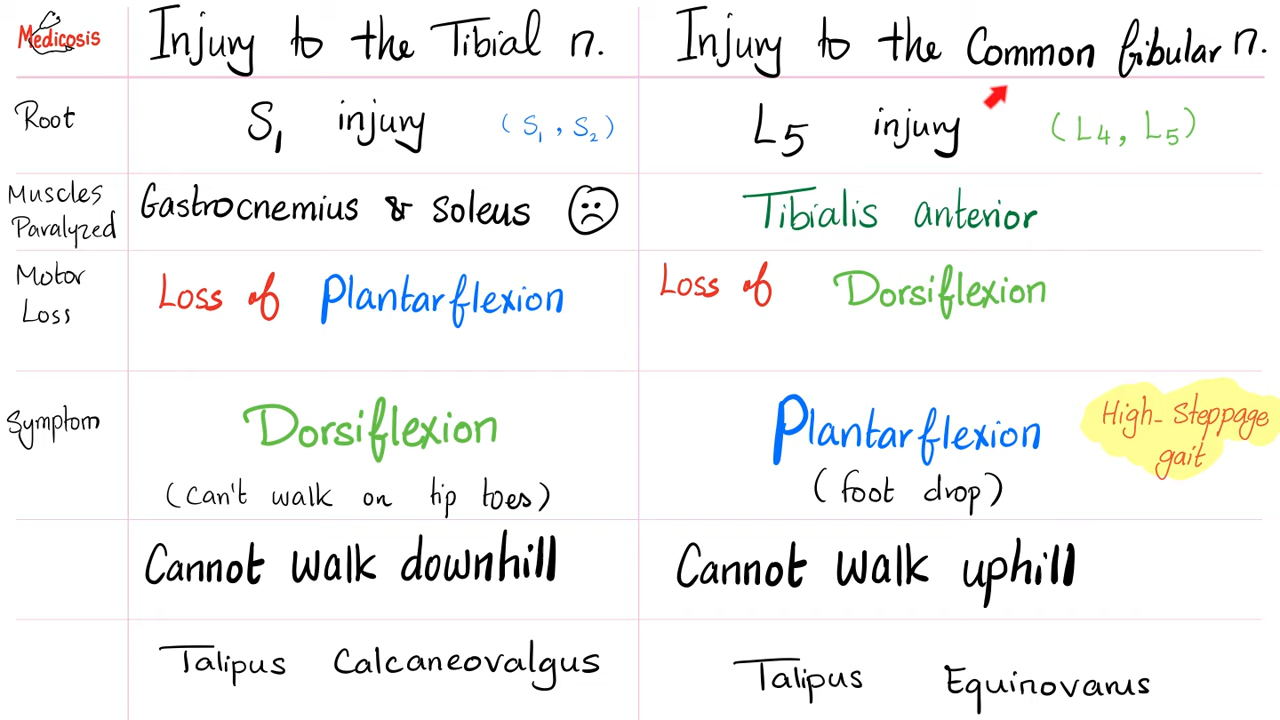 Medicosis
Injury to the Tibial n.
Injury to the Common fibular n.
Root
S1 injury (S1, S2)
L5 injury (L4, L5)
Muscles
Paralyzed
Gastrocnemius & Soleus
Tibialis anterior
Motor
Loss
Loss of Plantarflexion
Loss of Dorsiflexion
Symptom
Dorsiflexion
(Can't walk on tip toes)
Plantarflexion
(foot drop)
High-Steppage
gait
Cannot walk downhill
Cannot walk uphill
Talipus Calcaneovalgus
Talipus Equinovarus